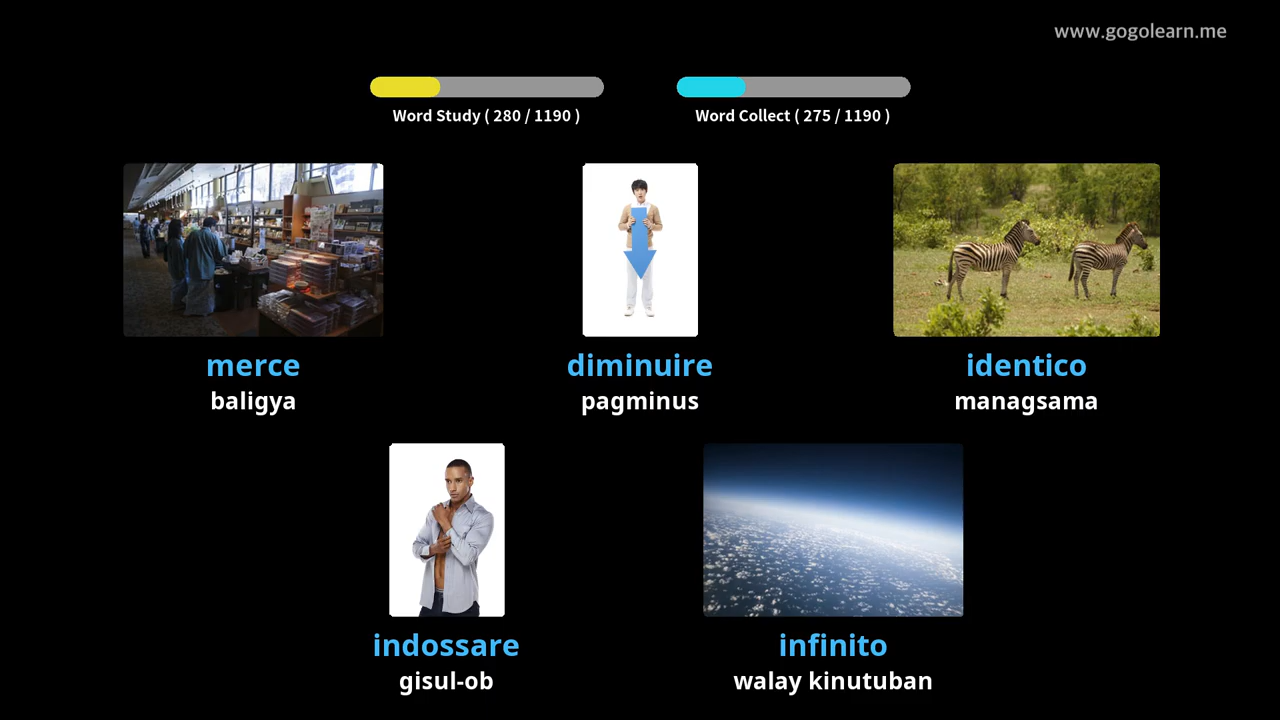 www.gogolearn.me
Word Study ( 280 / 1190 )
Word Collect ( 275 / 1190 )
merce
baligya
diminuire
pagminus
identico
managsama
indossare
gisul-ob
infinito
walay kinutuban